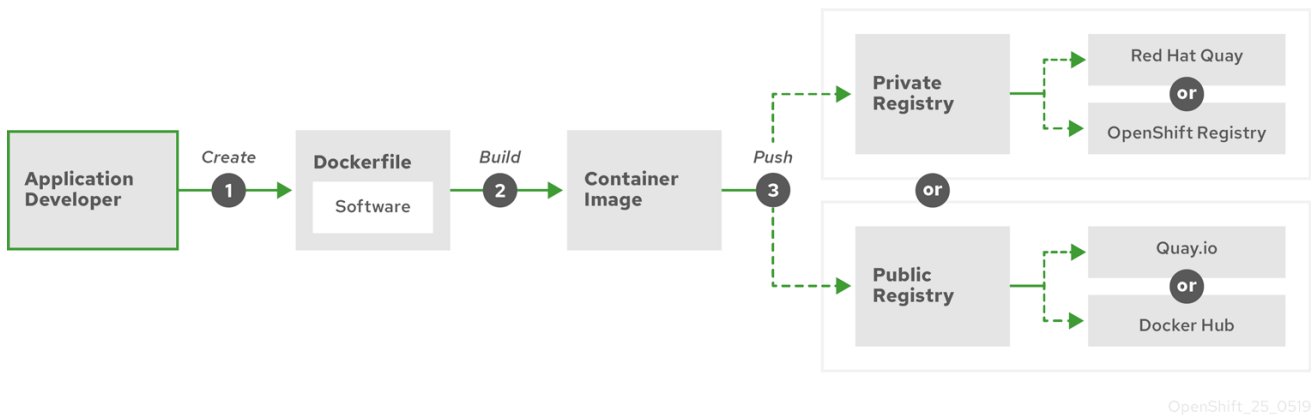 Application
Developer
Create
1
Dockerfile
Software
Build
2
Container
Image
Push
3
Private
Registry
Red Hat Quay
or
OpenShift Registry
or
Public
Registry
Quay.io
or
Docker Hub
OpenShift_25_0519